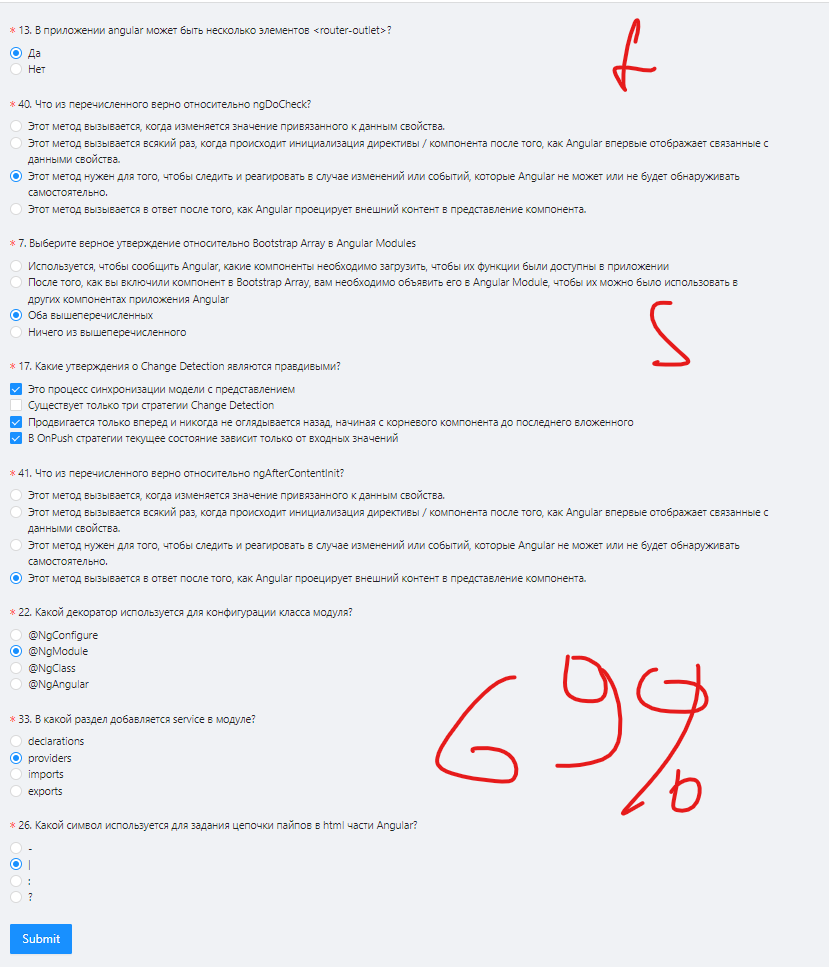 * 13. В приложении angular может быть несколько элементов <router-outlet>?
Да
Нет
* 40. Что из перечисленного верно относительно ngDoCheck?
Этот метод вызывается, когда изменяется значение привязанного к данным свойства.
Этот метод вызывается всякий раз, когда происходит инициализация директивы / компонента после того, как Angular впервые отображает связанные с
данными свойства.
Этот метод нужен для того, чтобы следить и реагировать в случае изменений или событий, которые Angular не может или не будет обнаруживать
самостоятельно.
Этот метод вызывается в ответ после того, как Angular проецирует внешний контент в представление компонента.
* 7. Выберите верное утверждение относительно Bootstrap Array в Angular Modules
Используется, чтобы сообщить Angular, какие компоненты необходимо загрузить, чтобы их функции были доступны в приложении
После того, как вы включили компонент в Bootstrap Array, вам необходимо объявить его в Angular Module, чтобы их можно было использовать в
других компонентах приложения Angular
Оба вышеперечисленных
Ничего из вышеперечисленного
* 17. Какие утверждения о Change Detection являются правдивыми?
Это процесс синхронизации модели с представлением
Существует только три стратегии Change Detection
Продвигается только вперед и никогда не оглядывается назад, начиная с корневого компонента до последнего вложенного
В OnPush стратегии текущее состояние зависит только от входных значений
* 41. Что из перечисленного верно относительно ngAfterContentInit?
Этот метод вызывается, когда изменяется значение привязанного к данным свойства.
Этот метод вызывается всякий раз, когда происходит инициализация директивы / компонента после того, как Angular впервые отображает связанные с
данными свойства.
Этот метод нужен для того, чтобы следить и реагировать в случае изменений или событий, которые Angular не может или не будет обнаруживать
самостоятельно.
Этот метод вызывается в ответ после того, как Angular проецирует внешний контент в представление компонента.
* 22. Какой декоратор используется для конфигурации класса модуля?
@NgConfigure
@NgModule
@NgClass
@NgAngular
69%
* 33. В какой раздел добавляется service в модуле?
declarations
providers
imports
exports
* 26. Какой символ используется для задания цепочки пайпов в html части Angular?
-
|
:
?
Submit